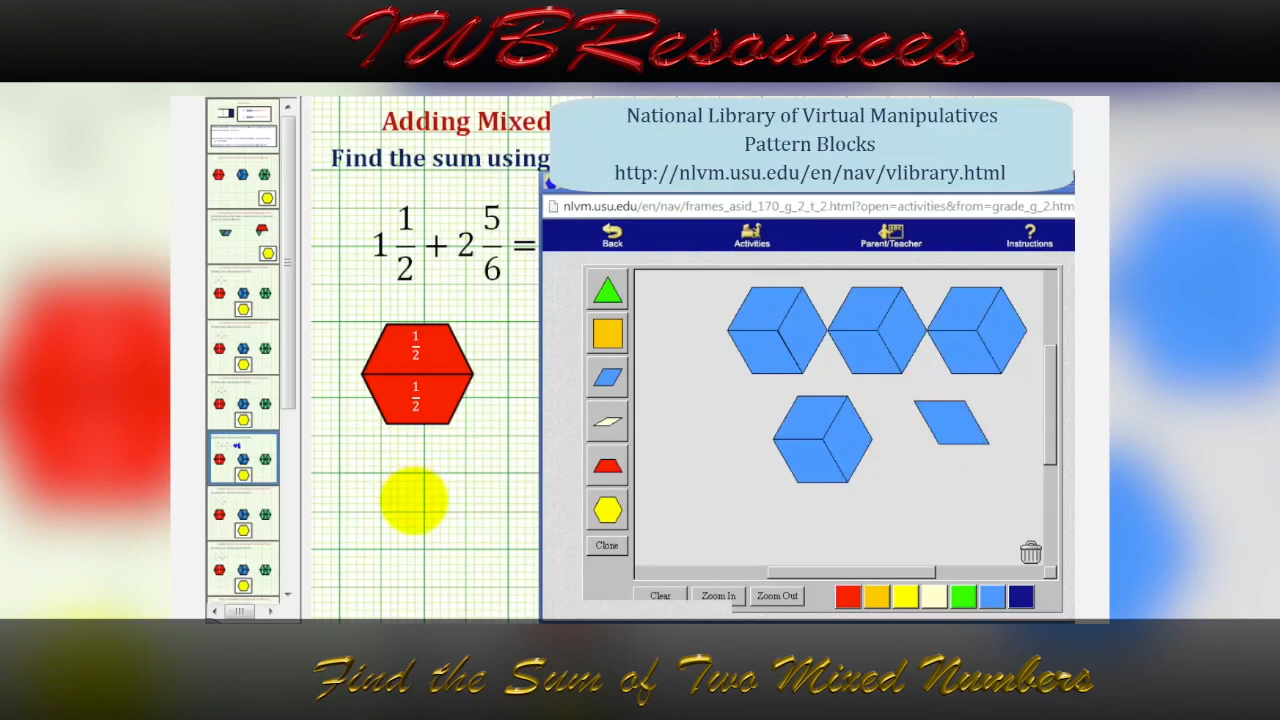 IWBResources
National Library of Virtual Manipulatives
Pattern Blocks
http://nlvm.usu.edu/en/nav/vlibrary.html
Adding Mixed
Find the sum using
1 1/2 + 2 5/6 =
nlvm.usu.edu/en/nav/frames_asid_170_g_2_t_2.html?open=activities&from=grade_g_2.htm
Back Activities Parent/Teacher Instructions
1/2
1/2
Clone
Clear Zoom In Zoom Out
Find the Sum of Two Mixed Numbers